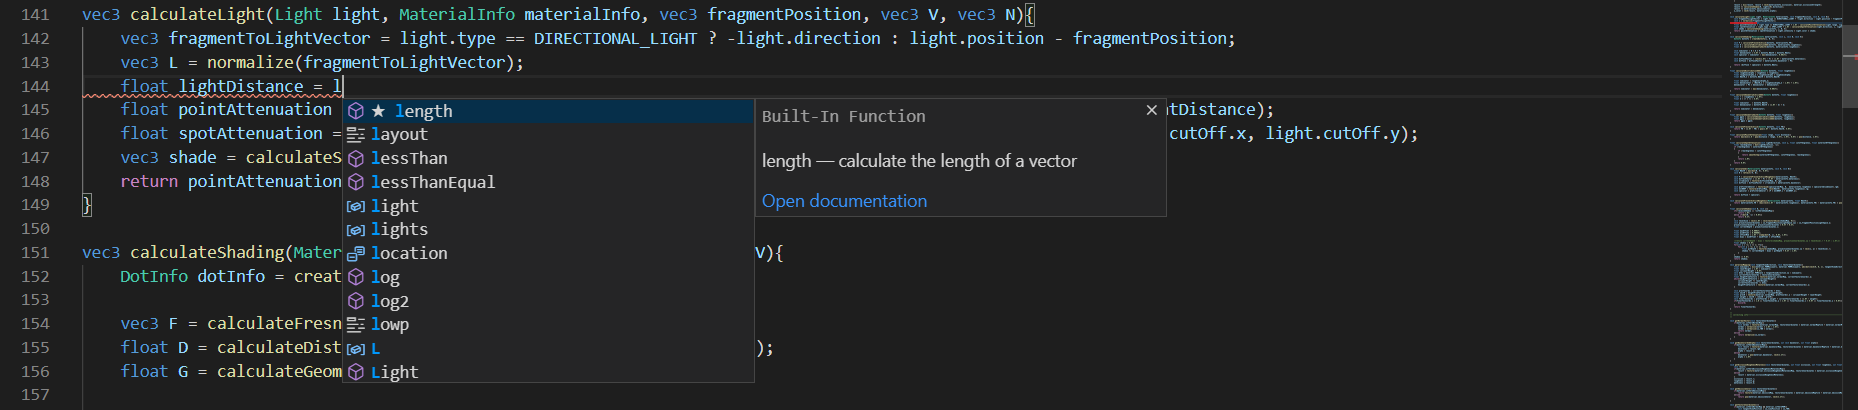 141 vec3 calculateLight(Light light, MaterialInfo materialInfo, vec3 fragmentPosition, vec3 V, vec3 N){
142 vec3 fragmentToLightVector = light.type == DIRECTIONAL_LIGHT ? -light.direction : light.position - fragmentPosition;
143 vec3 L = normalize(fragmentToLightVector);
144 float lightDistance = l
145 float pointAttenuation tDistance);
146 float spotAttenuation = cutOff.x, light.cutOff.y);
147 vec3 shade = calculateS
148 return pointAttenuation
149 }
150
151 vec3 calculateShading(Mater V){
152 DotInfo dotInfo = creat
153
154 vec3 F = calculateFresn
155 float D = calculateDist );
156 float G = calculateGeom
157
★ length
layout
lessThan
lessThanEqual
light
lights
location
log
log2
lowp
L
Light
Built-In Function
length — calculate the length of a vector
Open documentation